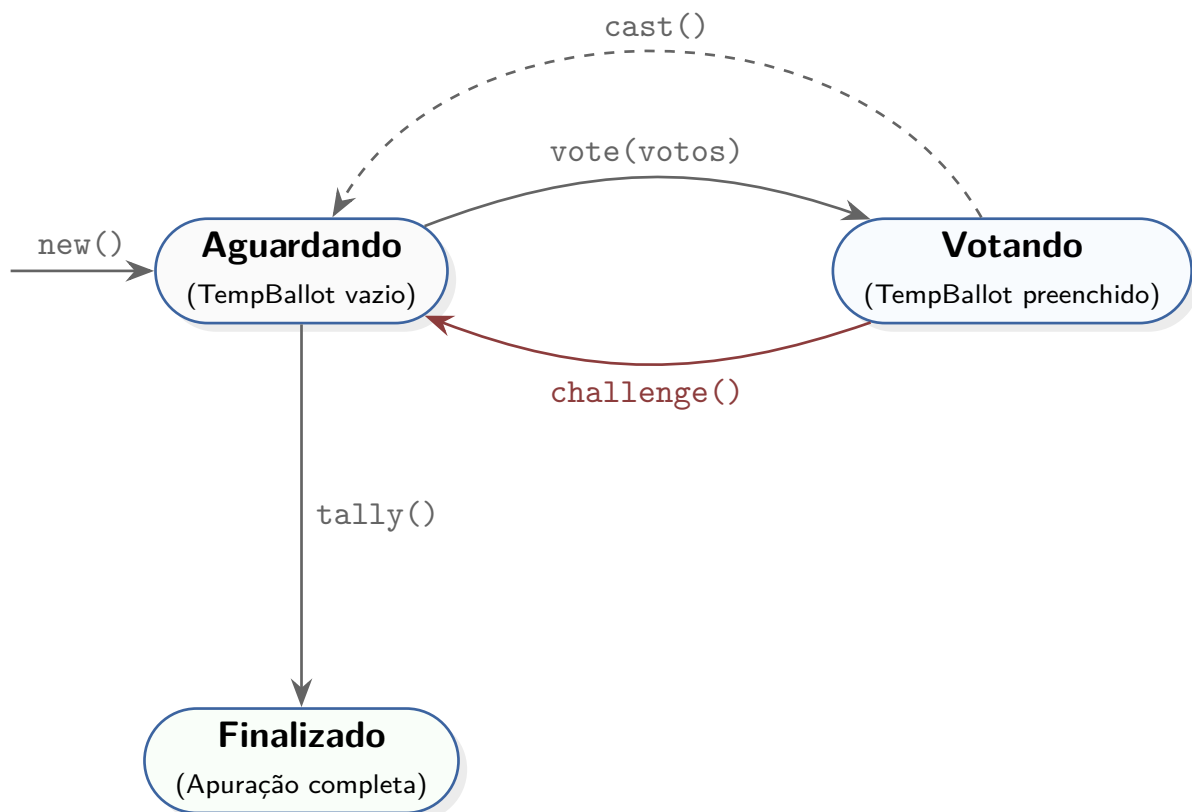 cast()
vote(votos)
new()
Aguardando
(TempBallot vazio)
Votando
(TempBallot preenchido)
challenge()
tally()
Finalizado
(Apuração completa)